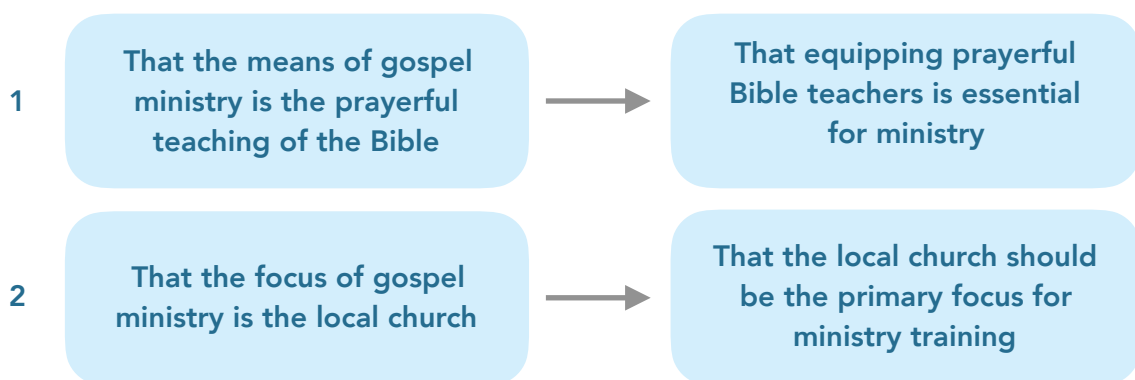 1
That the means of gospel
ministry is the prayerful
teaching of the Bible
That equipping prayerful
Bible teachers is essential
for ministry
2
That the focus of gospel
ministry is the local church
That the local church should
be the primary focus for
ministry training